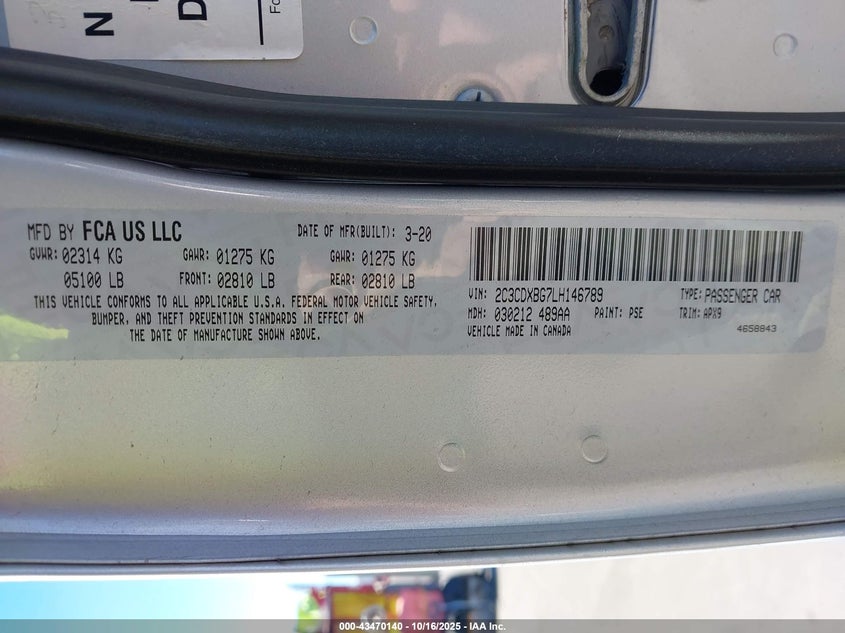 N
D
Fo
MFD BY FCA US LLC
DATE OF MFR(BUILT): 3-20
GVWR: 02314 KG GAWR: 01275 KG GAWR: 01275 KG
05100 LB FRONT: 02810 LB REAR: 02810 LB
THIS VEHICLE CONFORMS TO ALL APPLICABLE U.S.A. FEDERAL MOTOR VEHICLE SAFETY,
BUMPER, AND THEFT PREVENTION STANDARDS IN EFFECT ON
THE DATE OF MANUFACTURE SHOWN ABOVE.
VIN: 2C3CDXBG7LH146789 TYPE: PASSENGER CAR
MDH: 030212 489AA PAINT: PSE TRIM: APX9
VEHICLE MADE IN CANADA
4658843
000-43470140 - 10/16/2025 - IAA Inc.